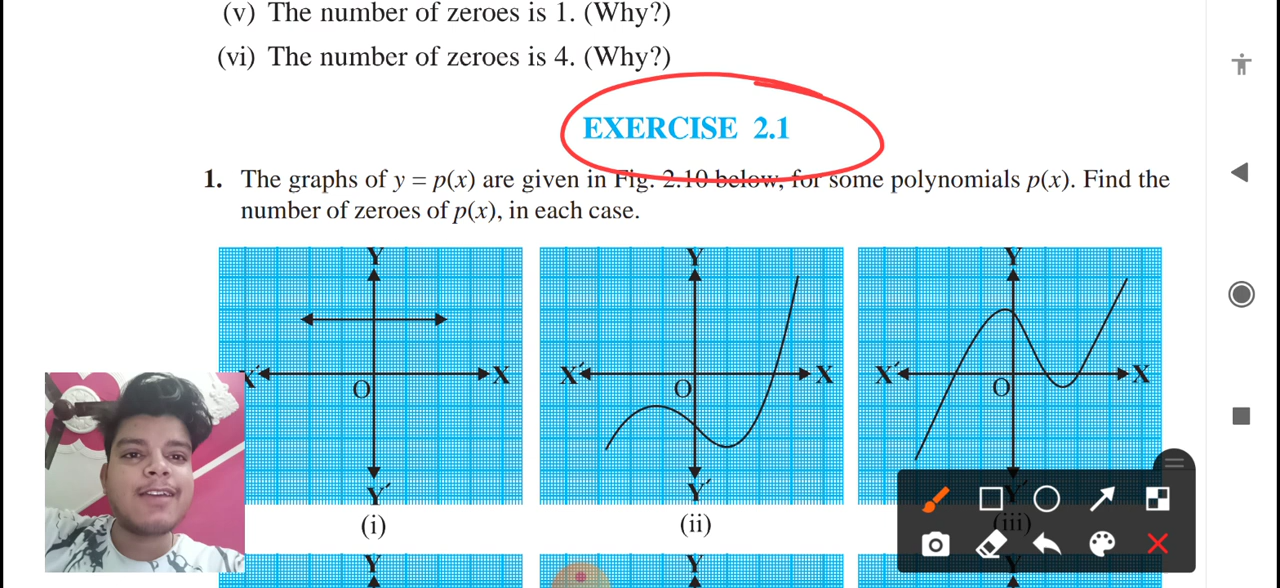 (v) The number of zeroes is 1. (Why?)
(vi) The number of zeroes is 4. (Why?)
EXERCISE 2.1
1. The graphs of y = p(x) are given in Fig. 2.10 below, for some polynomials p(x). Find the
number of zeroes of p(x), in each case.
Y Y Y
X′ O X X′ O X X′ O X
Y′ Y′ Y′
(i) (ii) (iii)
Y Y Y